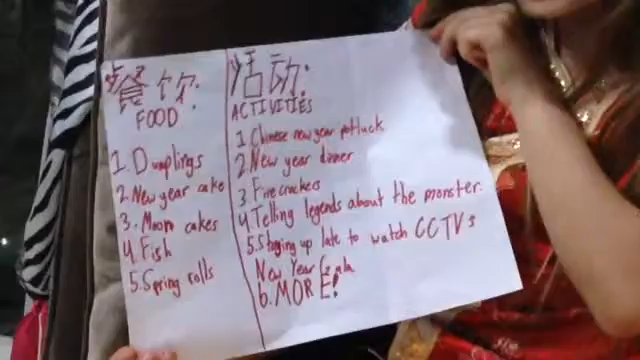 餐饮:
FOOD
1. Dumplings
2. New year cake
3. Moon cakes
4. Fish
5. Spring rolls
活动:
ACTIVITIES
1. Chinese new year potluck
2. New year dinner
3 Firecrackers
4. Telling legends about the monster.
5. Staying up late to watch CCTV's
New Year Gala
6. MORE!